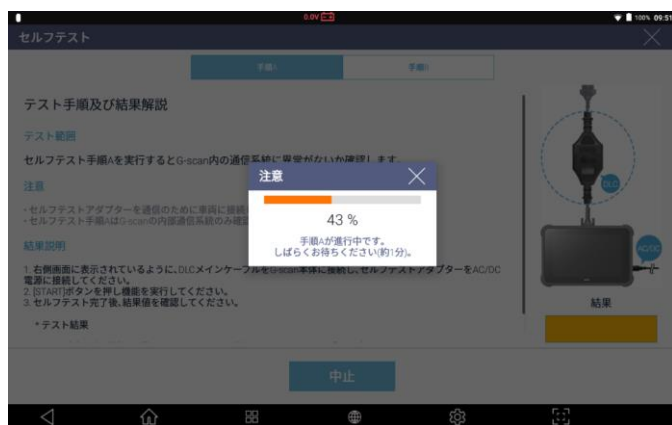 0.0V
100% 09:51
セルフテスト
手順A
手順B
テスト手順及び結果解説
テスト範囲
セルフテスト手順Aを実行するとG-scan内の通信系統に異常がないか確認します。
注意
・セルフテストアダプターを通信のために車両に接続
・セルフテスト手順AはG-scanの内部通信系統のみ確認
結果説明
1. 右側画面に表示されているように、DLCメインケーブルをG-scan本体に接続し、セルフテストアダプターをAC/DC
電源に接続してください。
2. [START]ボタンを押し機能を実行してください。
3. セルフテスト完了後、結果値を確認してください。
* テスト結果
注意
43 %
手順Aが進行中です。
しばらくお待ちください(約1分)。
DLC
AC/DC
結果
中止